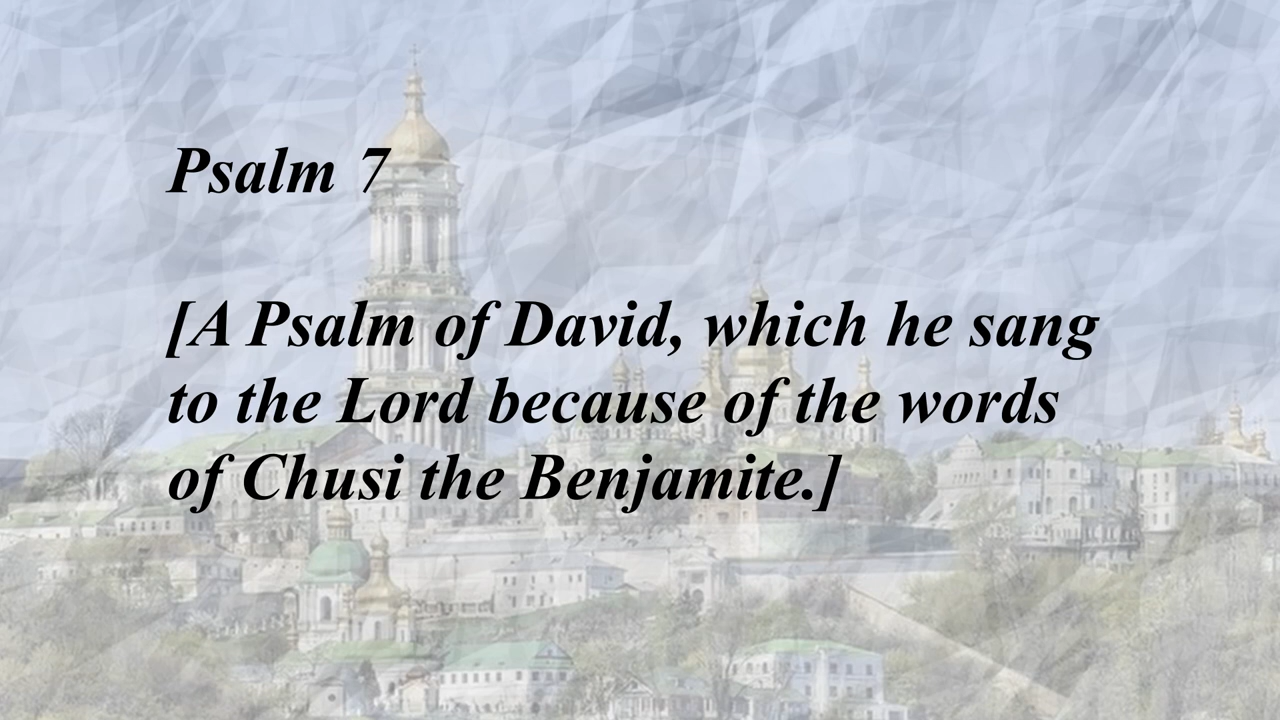 Psalm 7
[A Psalm of David, which he sang
to the Lord because of the words
of Chusi the Benjamite.]